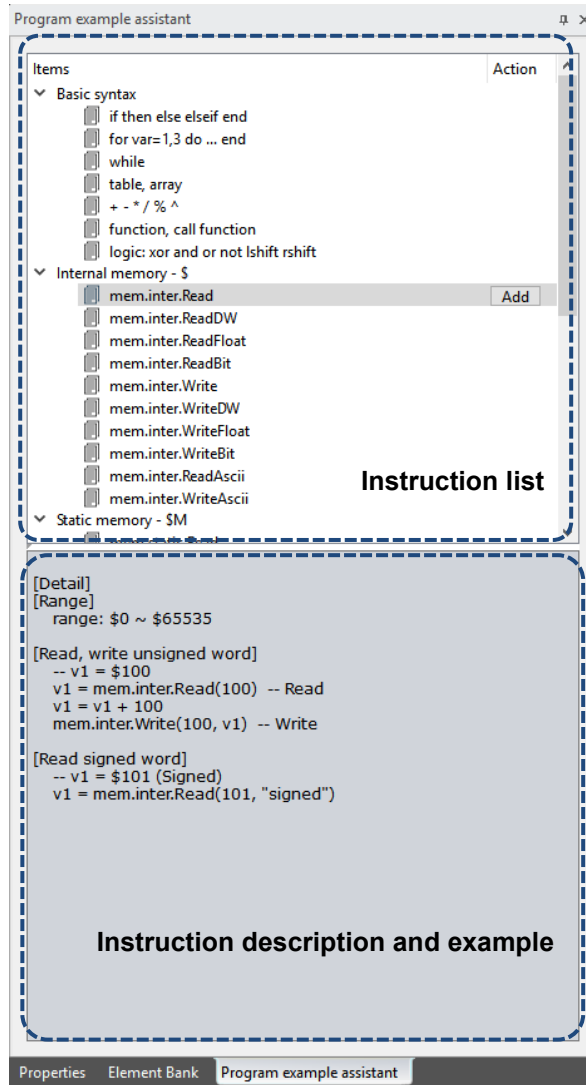 Program example assistant
Items Action
Basic syntax
if then else elseif end
for var=1,3 do ... end
while
table, array
+ - * / % ^
function, call function
logic: xor and or not lshift rshift
Internal memory - $
mem.inter.Read Add
mem.inter.ReadDW
mem.inter.ReadFloat
mem.inter.ReadBit
mem.inter.Write
mem.inter.WriteDW
mem.inter.WriteFloat
mem.inter.WriteBit
mem.inter.ReadAscii
Instruction list
mem.inter.WriteAscii
Static memory - $M
[Detail]
[Range]
range: $0 ~ $65535
[Read, write unsigned word]
-- v1 = $100
v1 = mem.inter.Read(100) -- Read
v1 = v1 + 100
mem.inter.Write(100, v1) -- Write
[Read signed word]
-- v1 = $101 (Signed)
v1 = mem.inter.Read(101, "signed")
Instruction description and example
Properties Element Bank Program example assistant